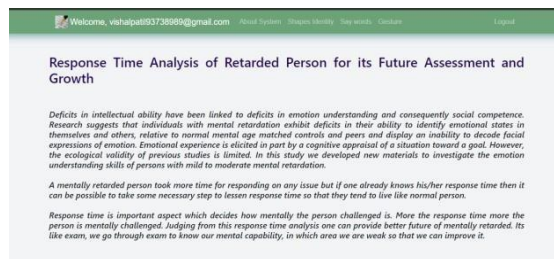 Welcome, vishalpatil93738989@gmail.com About System Shapes Identity Say words Gesture Logout
Response Time Analysis of Retarded Person for its Future Assessment and
Growth
Deficits in intellectual ability have been linked to deficits in emotion understanding and consequently social competence.
Research suggests that individuals with mental retardation exhibit deficits in their ability to identify emotional states in
themselves and others, relative to normal mental age matched controls and peers and display an inability to decode facial
expressions of emotion. Emotional experience is elicited in part by a cognitive appraisal of a situation toward a goal. However,
the ecological validity of previous studies is limited. In this study we developed new materials to investigate the emotion
understanding skills of persons with mild to moderate mental retardation.
A mentally retarded person took more time for responding on any issue but if one already knows his/her response time then it
can be possible to take some necessary step to lessen response time so that they tend to live like normal person.
Response time is important aspect which decides how mentally the person challenged is. More the response time more the
person is mentally challenged. Judging from this response time analysis one can provide better future of mentally retarded. Its
like exam, we go through exam to know our mental capability, in which area we are weak so that we can improve it.